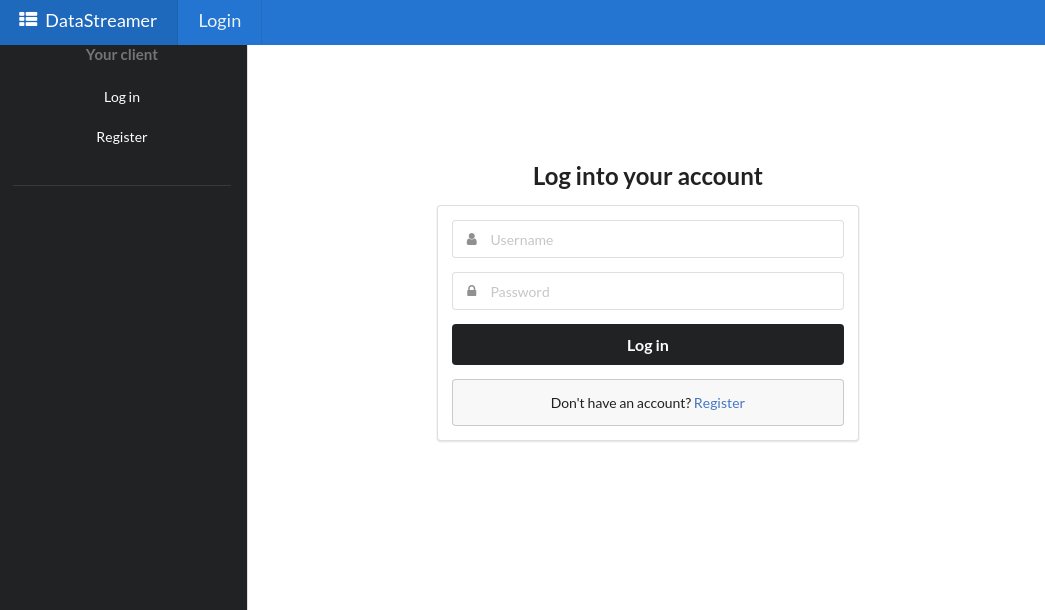 DataStreamer
Login
Your client
Log in
Register
Log into your account
Username
Password
Log in
Don't have an account? Register